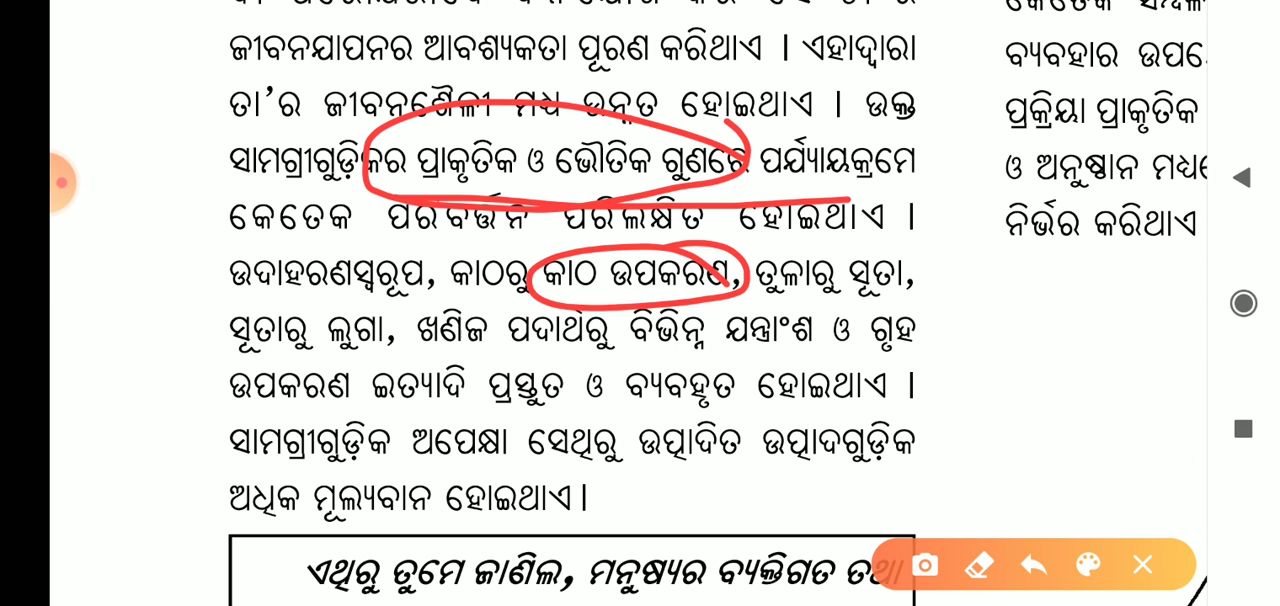 ଜୀବନଯାପନର ଆବଶ୍ୟକତା ପୂରଣ କରିଥାଏ । ଏହାଦ୍ୱାରା
ତା'ର ଜୀବନଶୈଳୀ ମଧ୍ୟ ଉନ୍ନତ ହୋଇଥାଏ । ଉକ୍ତ
ସାମଗ୍ରୀଗୁଡ଼ିକର ପ୍ରାକୃତିକ ଓ ଭୌତିକ ଗୁଣରେ ପର୍ଯ୍ୟାୟକ୍ରମେ
କେତେକ ପରିବର୍ତ୍ତନ ପରିଲକ୍ଷିତ ହୋଇଥାଏ ।
ଉଦାହରଣସ୍ୱରୂପ, କାଠରୁ କାଠ ଉପକରଣ, ତୁଳାରୁ ସୂତା,
ସୂତାରୁ ଲୁଗା, ଖଣିଜ ପଦାର୍ଥରୁ ବିଭିନ୍ନ ଯନ୍ତ୍ରାଂଶ ଓ ଗୃହ
ଉପକରଣ ଇତ୍ୟାଦି ପ୍ରସ୍ତୁତ ଓ ବ୍ୟବହୃତ ହୋଇଥାଏ ।
ସାମଗ୍ରୀଗୁଡ଼ିକ ଅପେକ୍ଷା ସେଥିରୁ ଉତ୍ପାଦିତ ଉତ୍ପାଦଗୁଡ଼ିକ
ଅଧିକ ମୂଲ୍ୟବାନ ହୋଇଥାଏ ।
ଏଥିରୁ ତୁମେ ଜାଣିଲ, ମନୁଷ୍ୟର ବ୍ୟକ୍ତିଗତ ତଥା
ବ୍ୟବହାର
ପ୍ରକ୍ରିୟା ପ୍ରାକୃତିକ
ଓ ଅନୁଷ୍ଠାନ
ନିର୍ଭର କରିଥାଏ